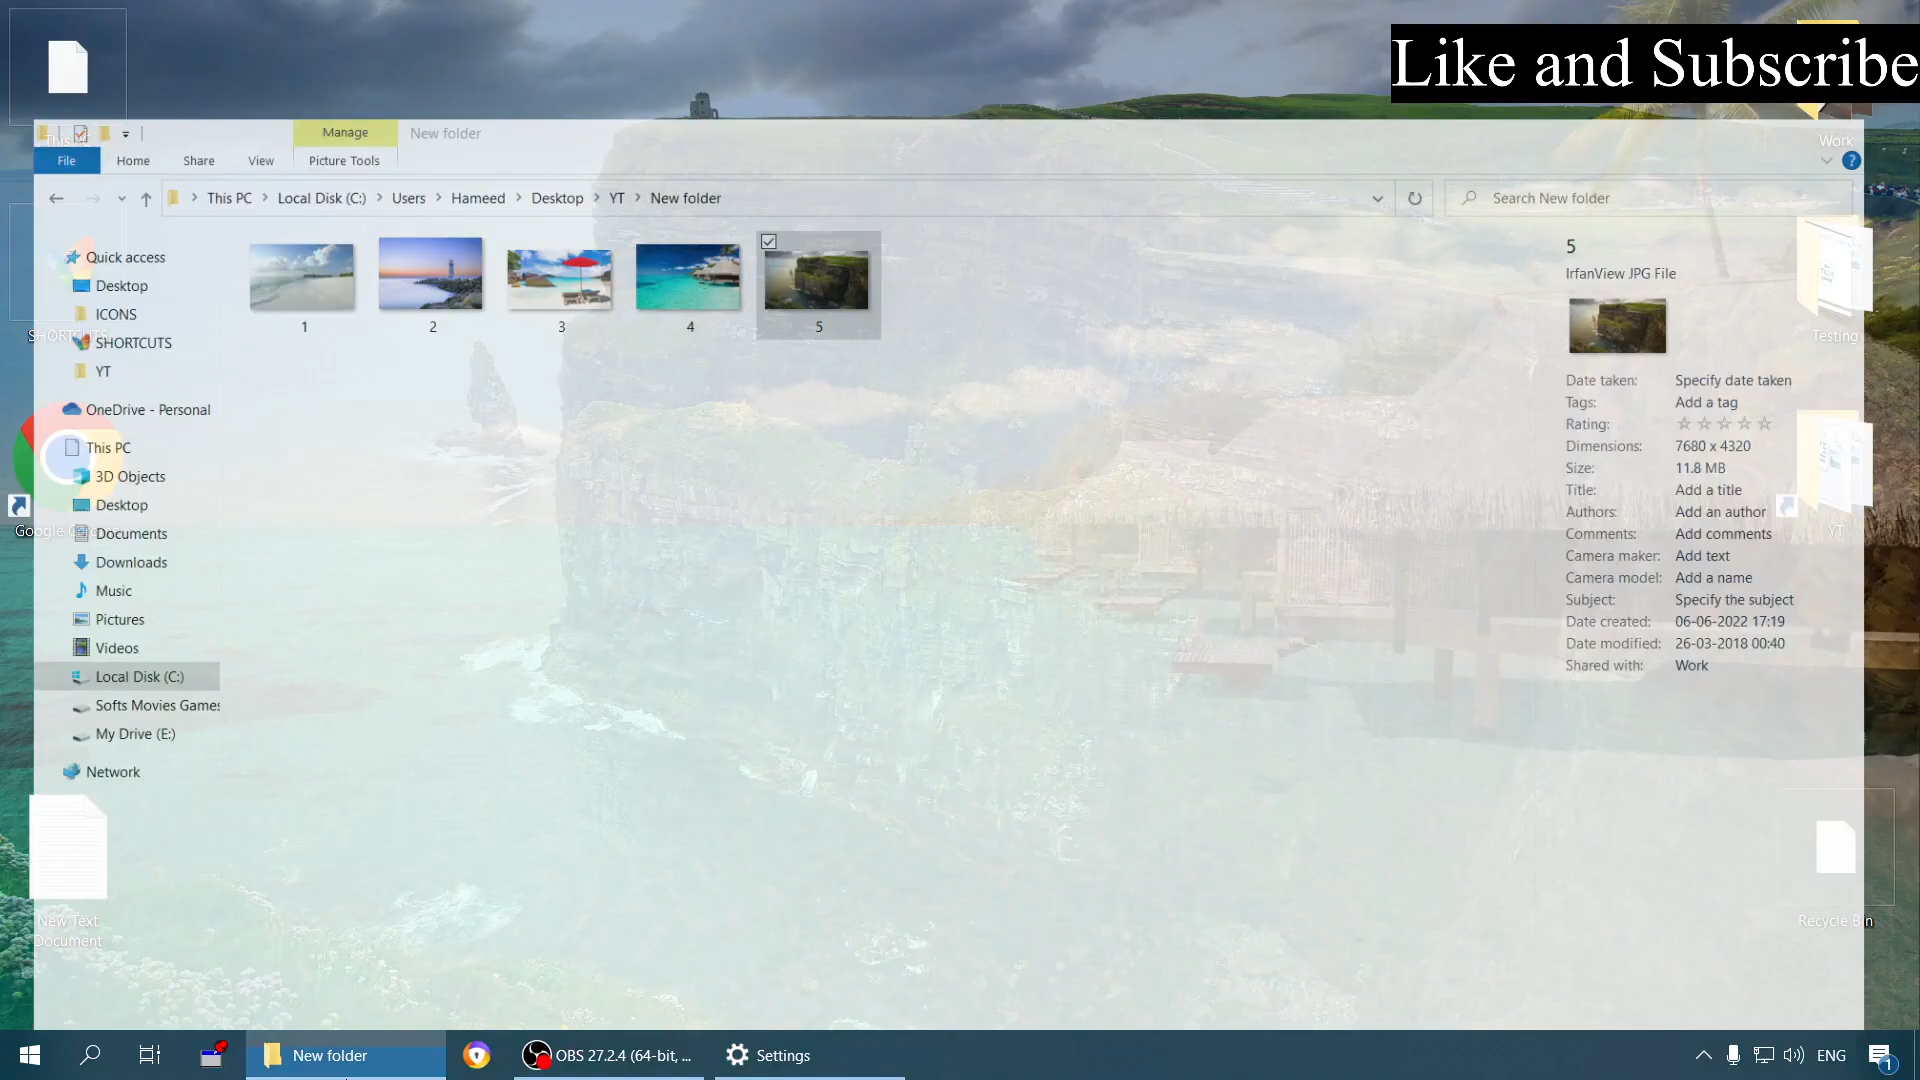 Like and Subscribe
Manage
New folder
File
Home
Share
View
Picture Tools
This PC
Local Disk (C:)
Users
Hameed
Desktop
YT
New folder
Search New folder
Quick access
Desktop
ICONS
SHORTCUTS
YT
OneDrive - Personal
This PC
3D Objects
Desktop
Documents
Downloads
Music
Pictures
Videos
Local Disk (C:)
Softs Movies Games
My Drive (E:)
Network
1
2
3
4
5
5
IrfanView JPG File
Date taken: Specify date taken
Tags: Add a tag
Rating:
Dimensions: 7680 x 4320
Size: 11.8 MB
Title: Add a title
Authors: Add an author
Comments: Add comments
Camera maker: Add text
Camera model: Add a name
Subject: Specify the subject
Date created: 06-06-2022 17:19
Date modified: 26-03-2018 00:40
Shared with: Work
This PC
SHORTCUTS
Google
New Text
Document
Work
Testing
YT
Recycle Bin
New folder
OBS 27.2.4 (64-bit, ...
Settings
ENG
1